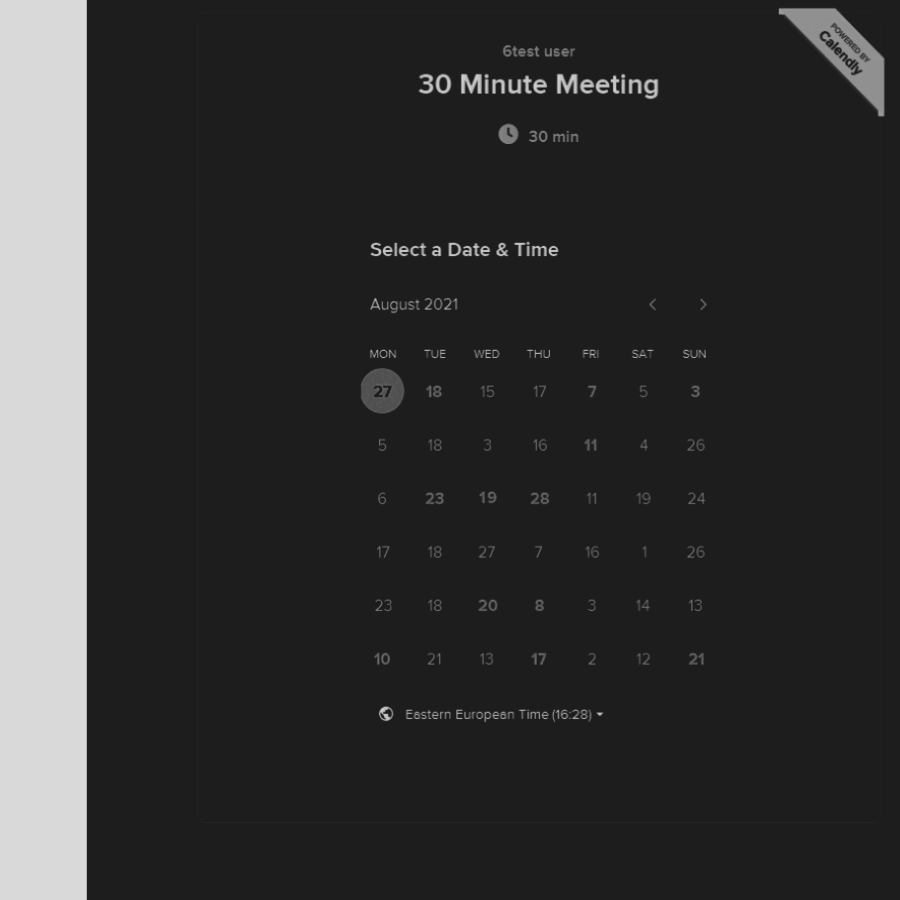 6test user
POWERED BY
Calendly
30 Minute Meeting
30 min
Select a Date & Time
August 2021
MON TUE WED THU FRI SAT SUN
27 18 15 17 7 5 3
5 18 3 16 11 4 26
6 23 19 28 11 19 24
17 18 27 7 16 1 26
23 18 20 8 3 14 13
10 21 13 17 2 12 21
Eastern European Time (16:28)